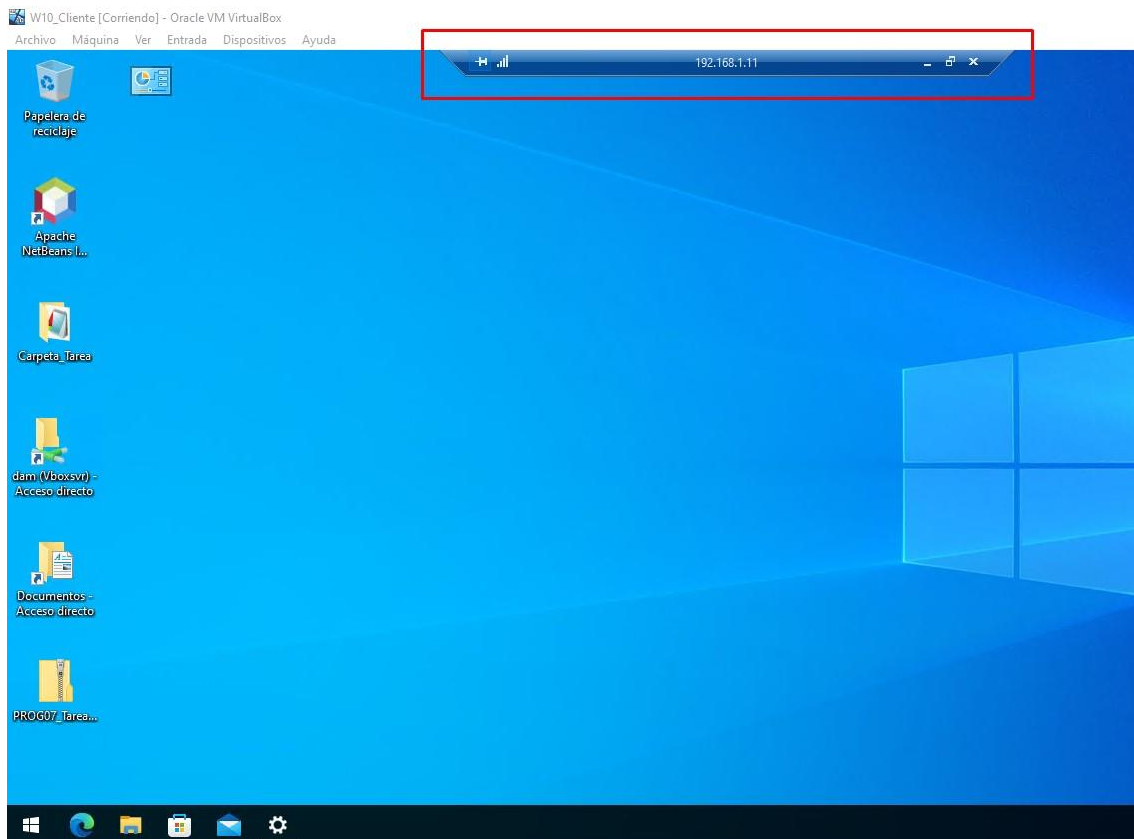 W10_Cliente [Corriendo] - Oracle VM VirtualBox
Archivo Máquina Ver Entrada Dispositivos Ayuda
192.168.1.11
Papelera de
reciclaje
Apache
NetBeans I...
Carpeta_Tarea
dam (Vboxsvr) -
Acceso directo
Documentos -
Acceso directo
PROG07_Tarea...